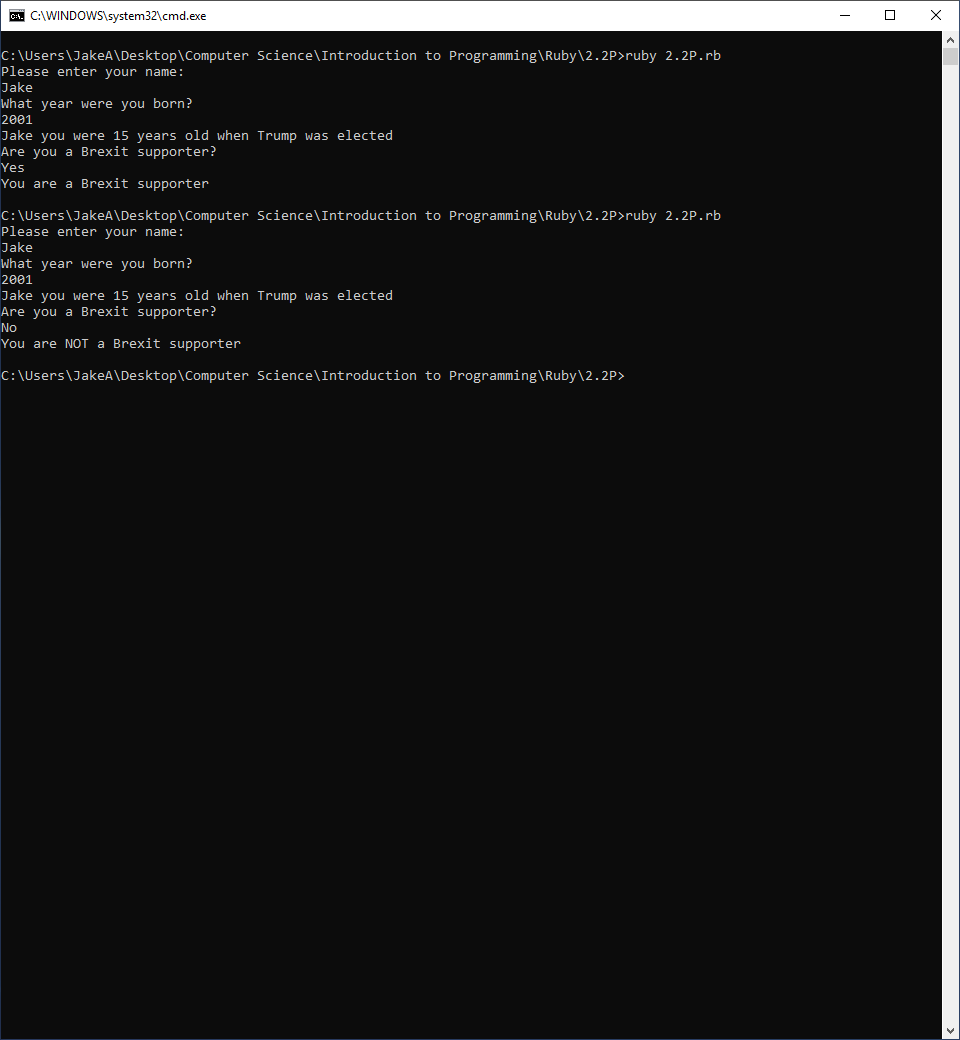 C:\WINDOWS\system32\cmd.exe
C:\Users\JakeA\Desktop\Computer Science\Introduction to Programming\Ruby\2.2P>ruby 2.2P.rb
Please enter your name:
Jake
What year were you born?
2001
Jake you were 15 years old when Trump was elected
Are you a Brexit supporter?
Yes
You are a Brexit supporter
C:\Users\JakeA\Desktop\Computer Science\Introduction to Programming\Ruby\2.2P>ruby 2.2P.rb
Please enter your name:
Jake
What year were you born?
2001
Jake you were 15 years old when Trump was elected
Are you a Brexit supporter?
No
You are NOT a Brexit supporter
C:\Users\JakeA\Desktop\Computer Science\Introduction to Programming\Ruby\2.2P>